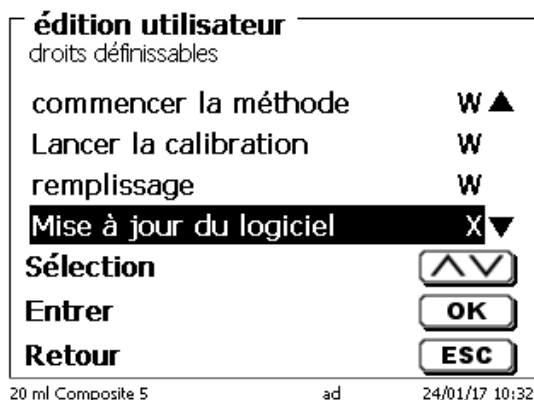 édition utilisateur
droits définissables
commencer la méthode W
Lancer la calibration W
remplissage W
Mise à jour du logiciel X
Sélection
Entrer OK
Retour ESC
20 ml Composite 5 ad 24/01/17 10:32